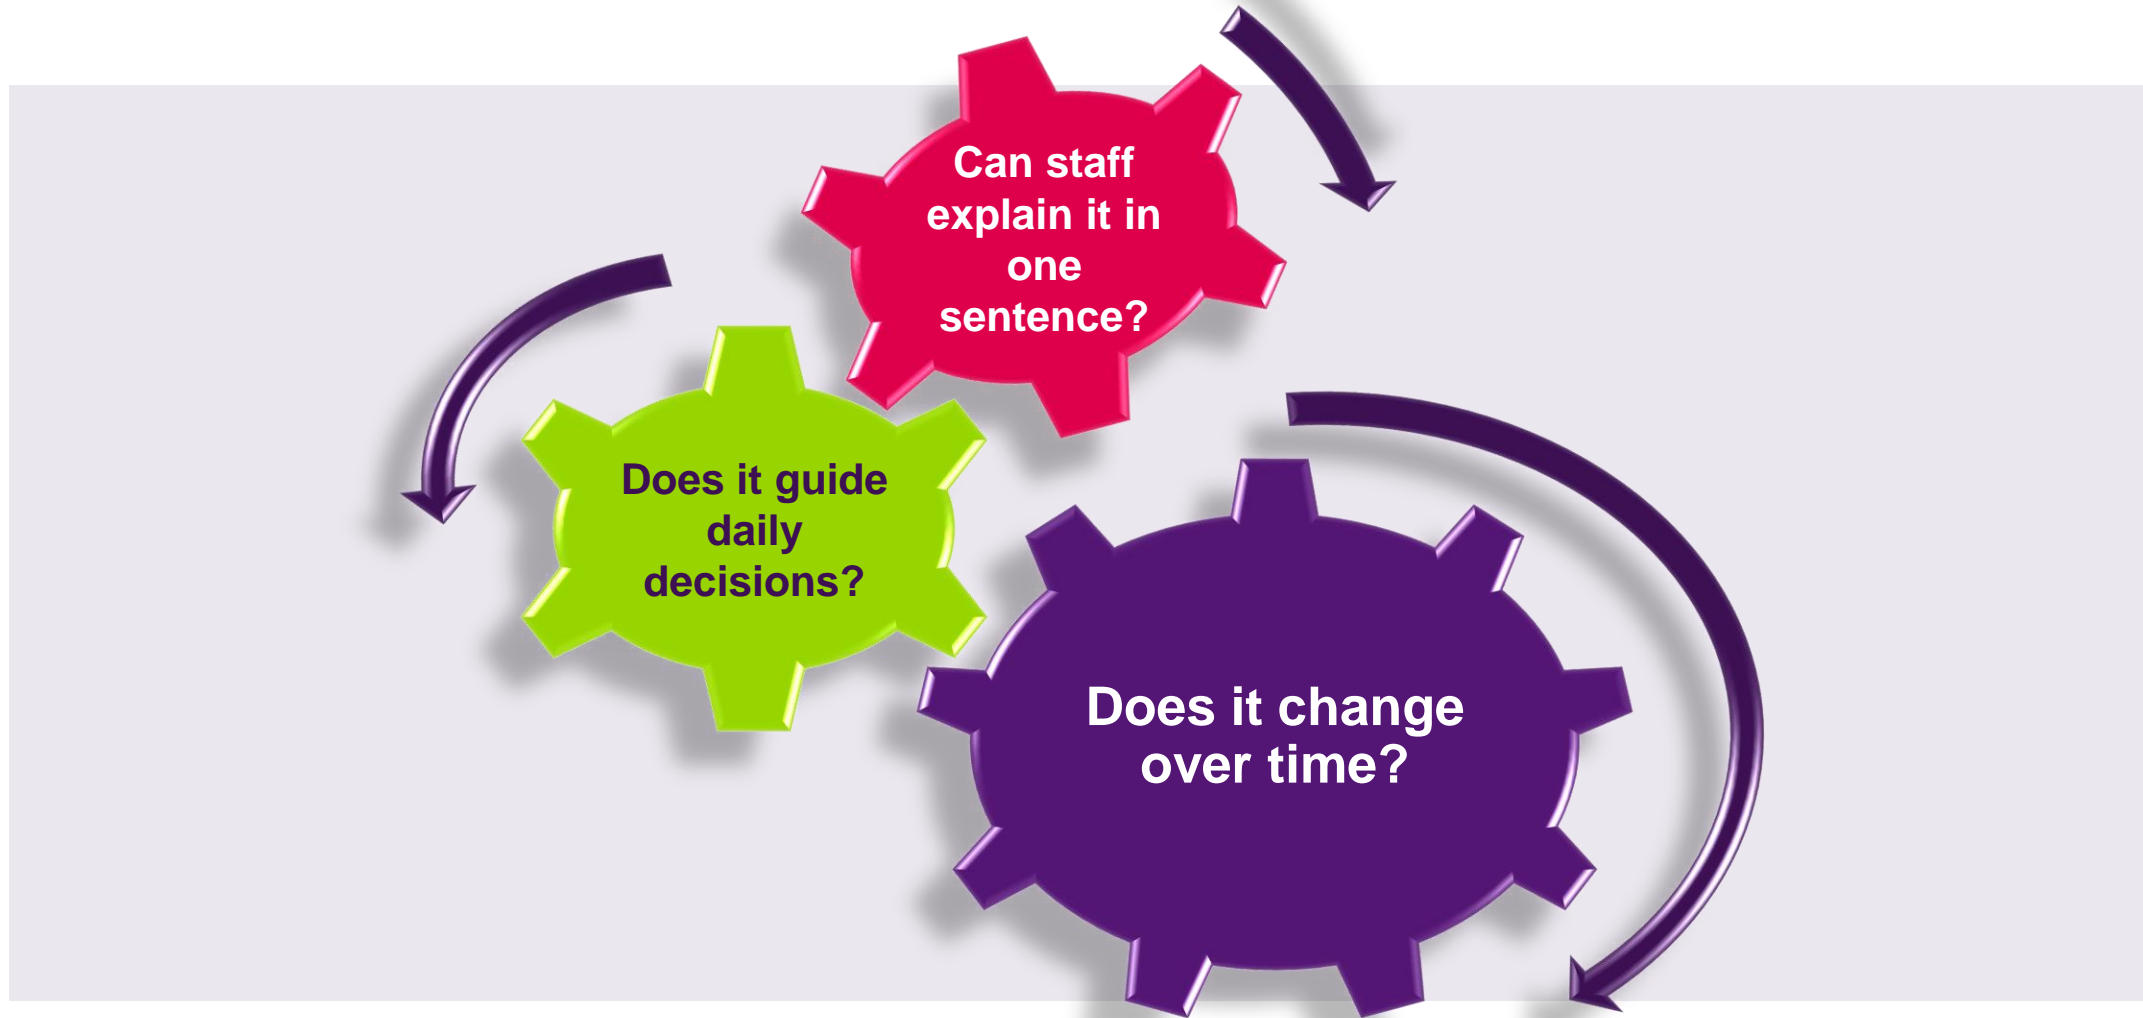 Can staff
explain it in
one
sentence?
Does it guide
daily
decisions?
Does it change
over time?